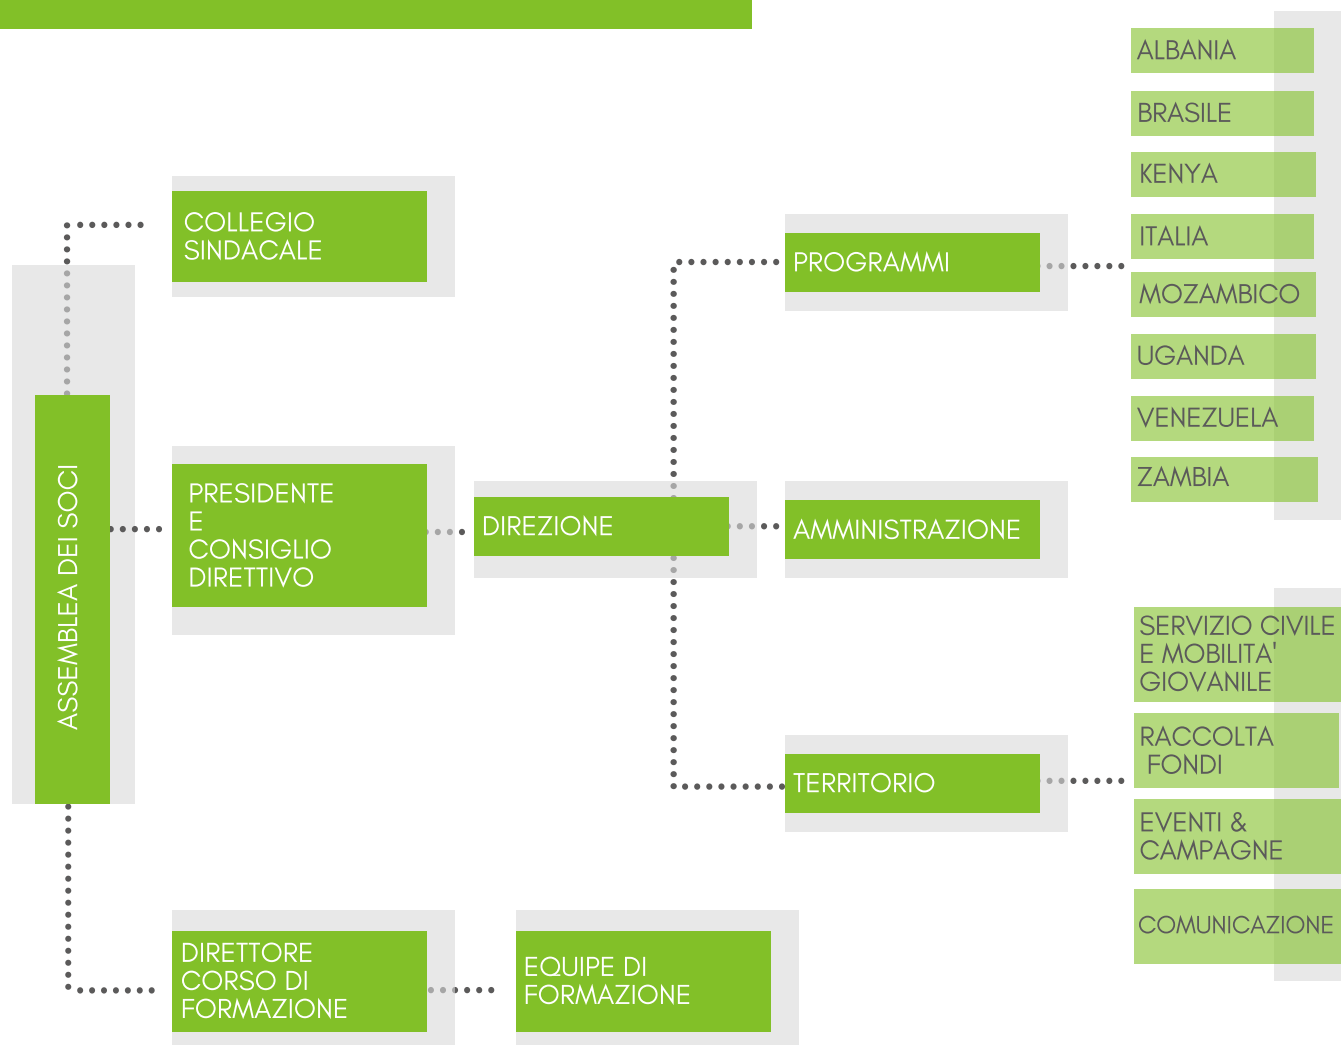 ASSEMBLEA DEI SOCI
COLLEGIO
SINDACALE
PRESIDENTE
E
CONSIGLIO
DIRETTIVO
DIREZIONE
PROGRAMMI
ALBANIA
BRASILE
KENYA
ITALIA
MOZAMBICO
UGANDA
VENEZUELA
ZAMBIA
AMMINISTRAZIONE
TERRITORIO
SERVIZIO CIVILE
E MOBILITA'
GIOVANILE
RACCOLTA
FONDI
EVENTI &
CAMPAGNE
COMUNICAZIONE
DIRETTORE
CORSO DI
FORMAZIONE
EQUIPE DI
FORMAZIONE